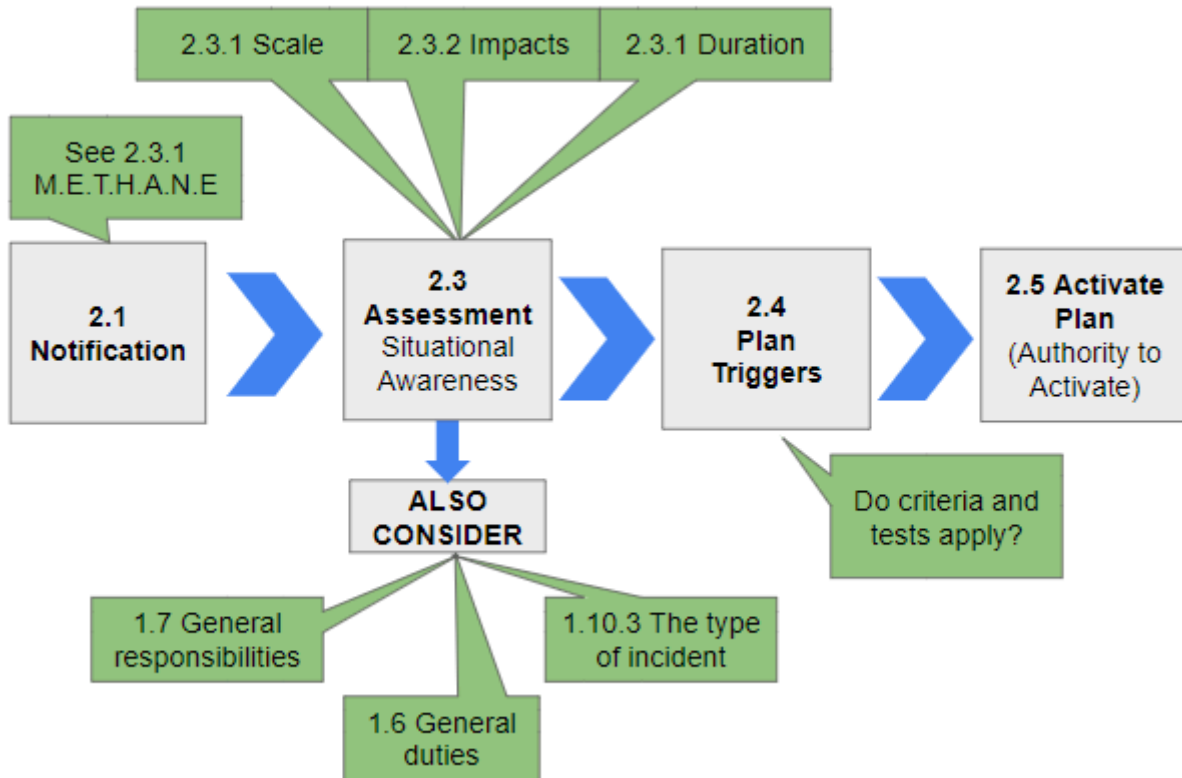 2.3.1 Scale
2.3.2 Impacts
2.3.1 Duration
See 2.3.1
M.E.T.H.A.N.E
2.1
Notification
2.3
Assessment
Situational
Awareness
2.4
Plan
Triggers
2.5 Activate
Plan
(Authority to
Activate)
ALSO
CONSIDER
Do criteria and
tests apply?
1.7 General
responsibilities
1.6 General
duties
1.10.3 The type
of incident